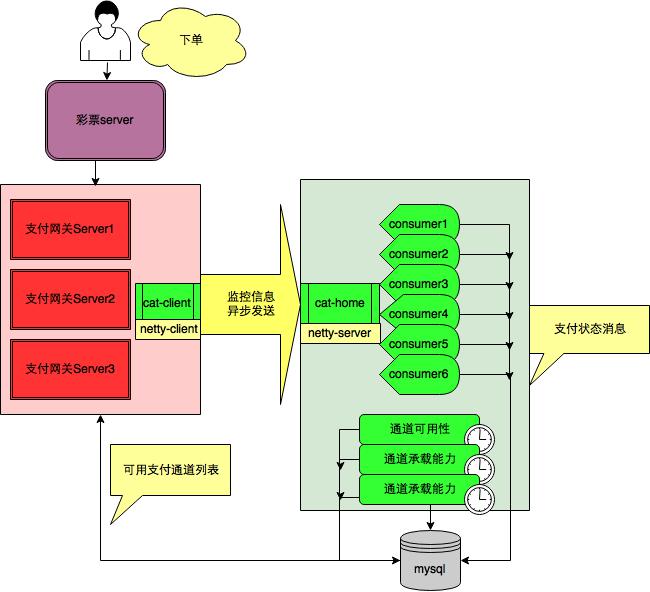 下单
彩票server
支付网关Server1
支付网关Server2
支付网关Server3
cat-client
netty-client
监控信息
异步发送
cat-home
netty-server
consumer1
consumer2
consumer3
consumer4
consumer5
consumer6
支付状态消息
通道可用性
通道承载能力
通道承载能力
可用支付通道列表
mysql